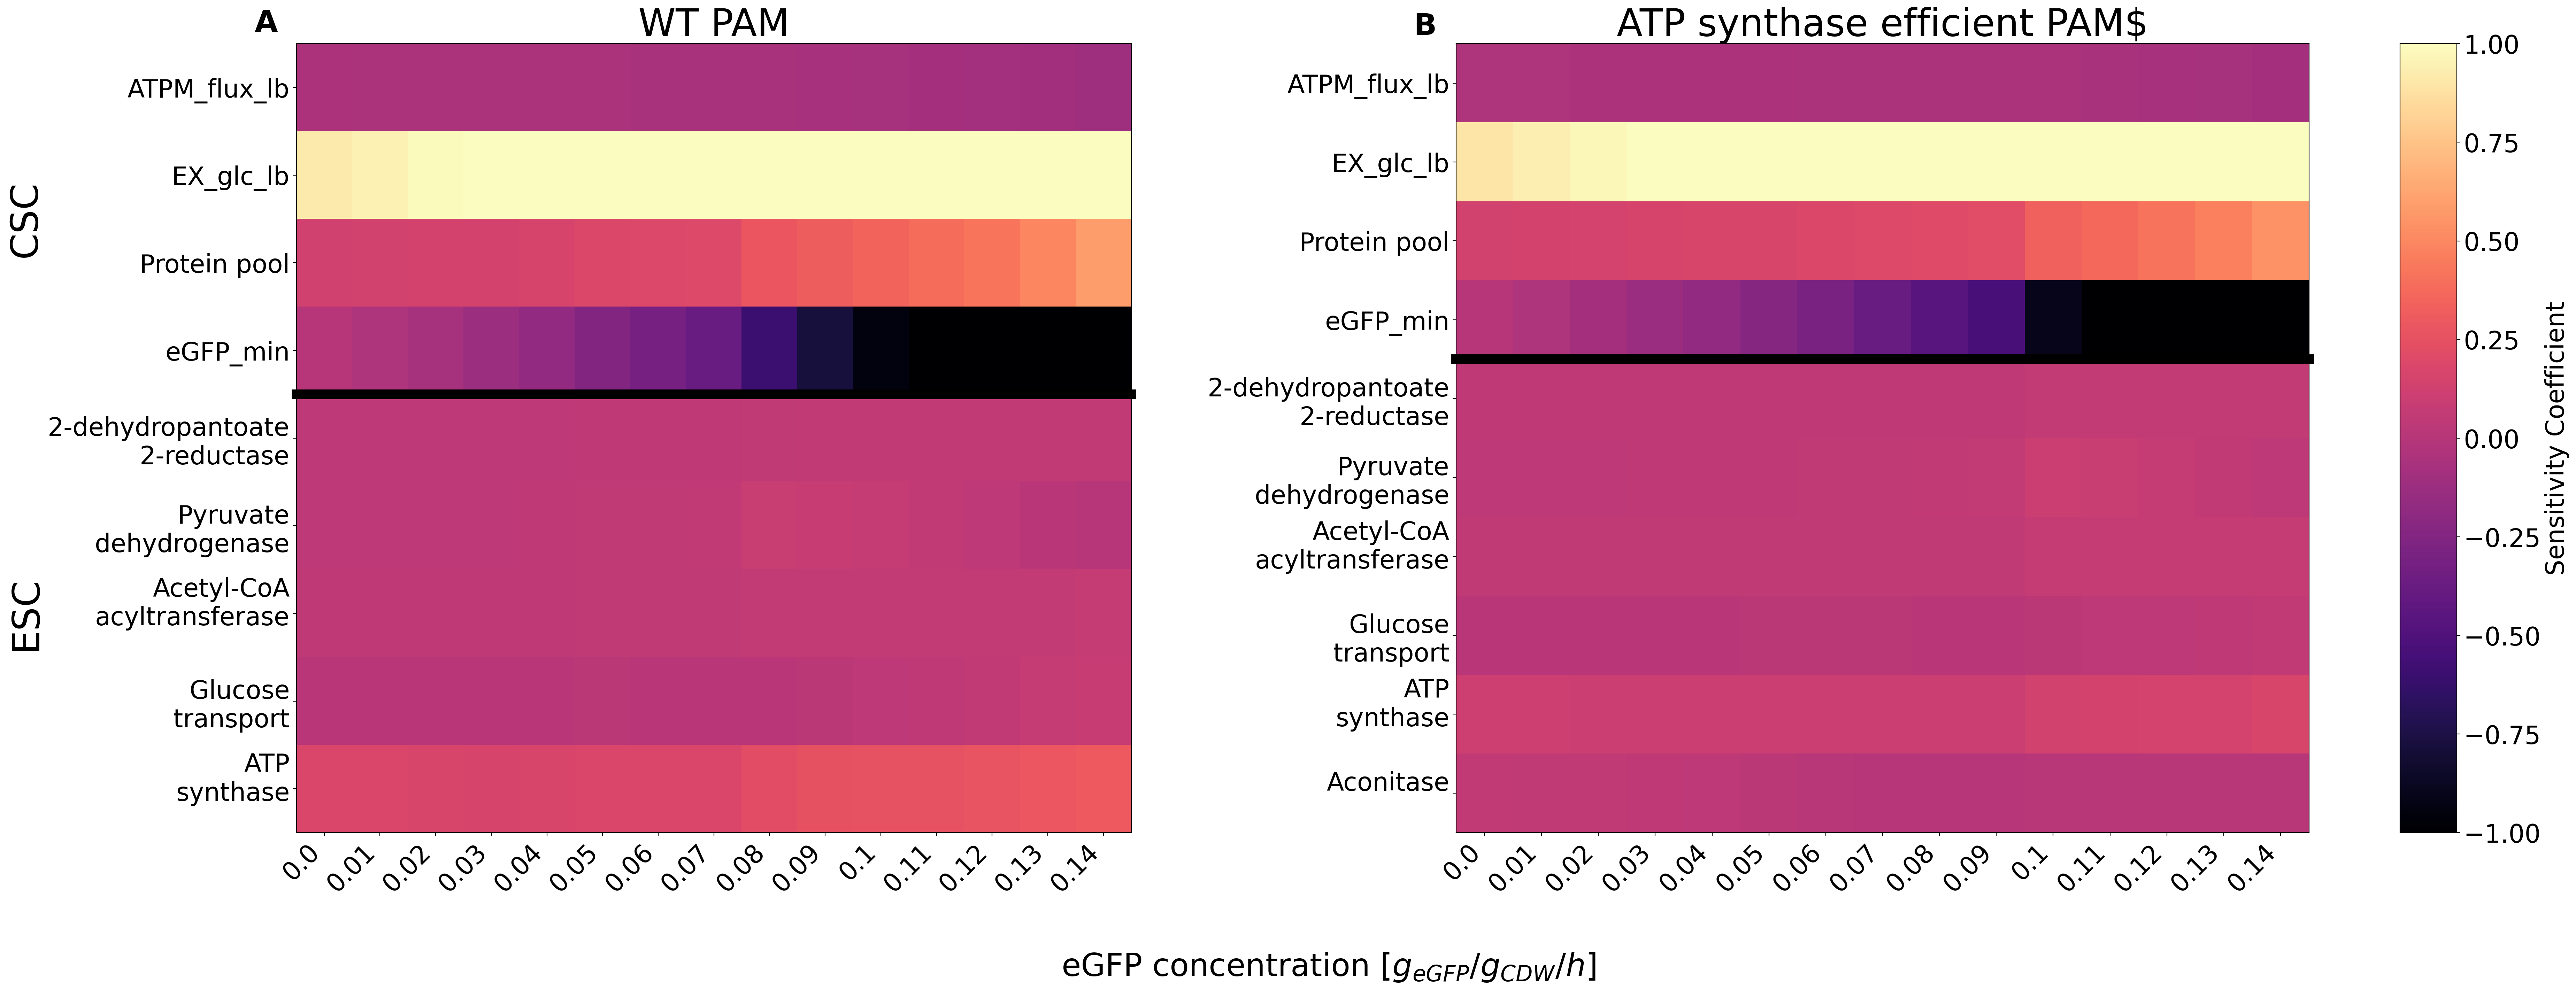 A
WT PAM
CSC
ESC
ATPM_flux_lb
EX_glc_lb
Protein pool
eGFP_min
2-dehydropantoate
2-reductase
Pyruvate
dehydrogenase
Acetyl-CoA
acyltransferase
Glucose
transport
ATP
synthase
0.0
0.01
0.02
0.03
0.04
0.05
0.06
0.07
0.08
0.09
0.1
0.11
0.12
0.13
0.14
B
ATP synthase efficient PAM$
ATPM_flux_lb
EX_glc_lb
Protein pool
eGFP_min
2-dehydropantoate
2-reductase
Pyruvate
dehydrogenase
Acetyl-CoA
acyltransferase
Glucose
transport
ATP
synthase
Aconitase
0.0
0.01
0.02
0.03
0.04
0.05
0.06
0.07
0.08
0.09
0.1
0.11
0.12
0.13
0.14
1.00
0.75
0.50
0.25
0.00
−0.25
−0.50
−0.75
−1.00
Sensitivity Coefficient
eGFP concentration [g_{eGFP}/g_{CDW}/h]